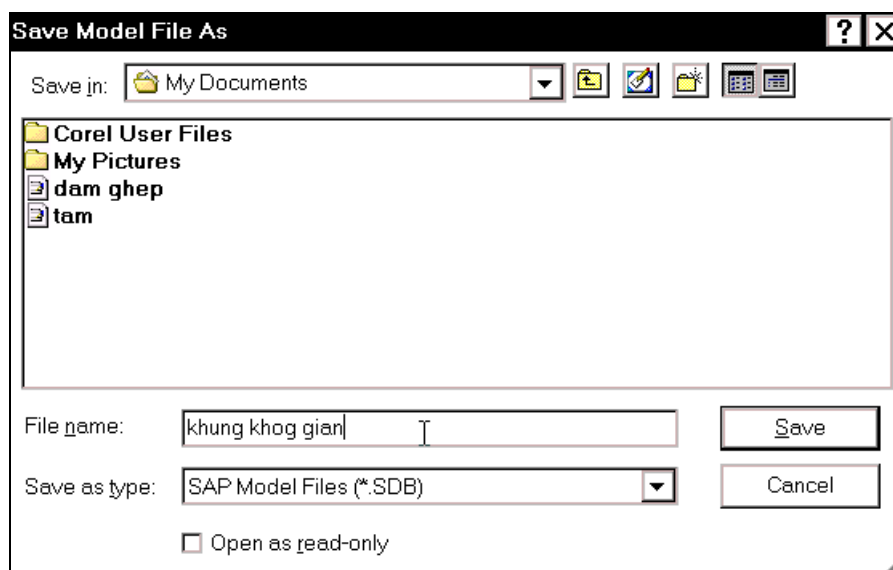 Save Model File As
Save in: My Documents
Corel User Files
My Pictures
dam ghep
tam
File name: khung khog gian Save
Save as type: SAP Model Files (*.SDB) Cancel
Open as read-only